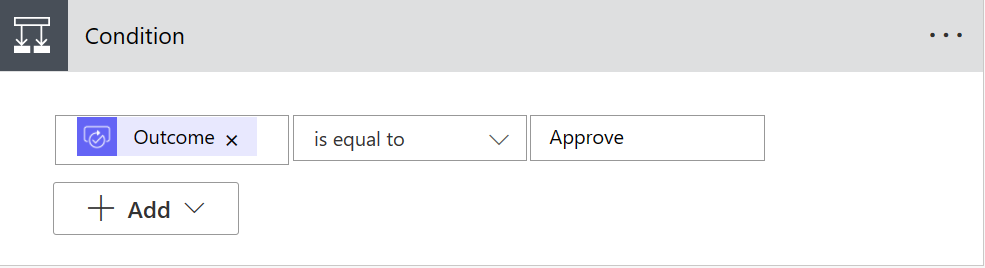 Condition
Outcome is equal to Approve
Add